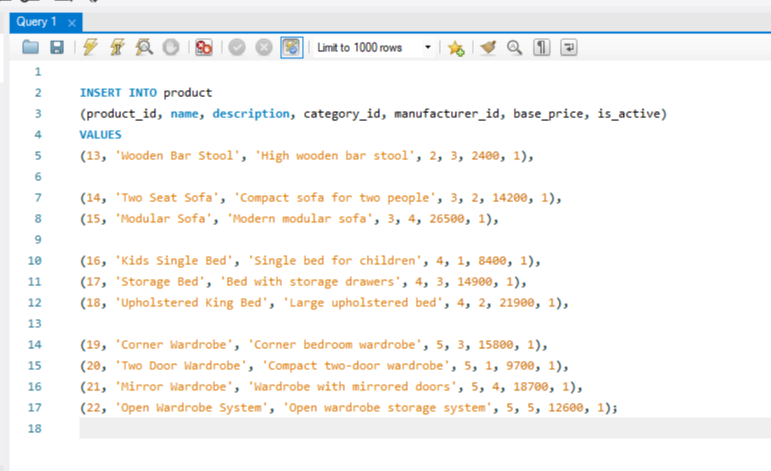 Query 1
Limit to 1000 rows
1
2 INSERT INTO product
3 (product_id, name, description, category_id, manufacturer_id, base_price, is_active)
4 VALUES
5 (13, 'Wooden Bar Stool', 'High wooden bar stool', 2, 3, 2400, 1),
6
7 (14, 'Two Seat Sofa', 'Compact sofa for two people', 3, 2, 14200, 1),
8 (15, 'Modular Sofa', 'Modern modular sofa', 3, 4, 26500, 1),
9
10 (16, 'Kids Single Bed', 'Single bed for children', 4, 1, 8400, 1),
11 (17, 'Storage Bed', 'Bed with storage drawers', 4, 3, 14900, 1),
12 (18, 'Upholstered King Bed', 'Large upholstered bed', 4, 2, 21900, 1),
13
14 (19, 'Corner Wardrobe', 'Corner bedroom wardrobe', 5, 3, 15800, 1),
15 (20, 'Two Door Wardrobe', 'Compact two-door wardrobe', 5, 1, 9700, 1),
16 (21, 'Mirror Wardrobe', 'Wardrobe with mirrored doors', 5, 4, 18700, 1),
17 (22, 'Open Wardrobe System', 'Open wardrobe storage system', 5, 5, 12600, 1);
18